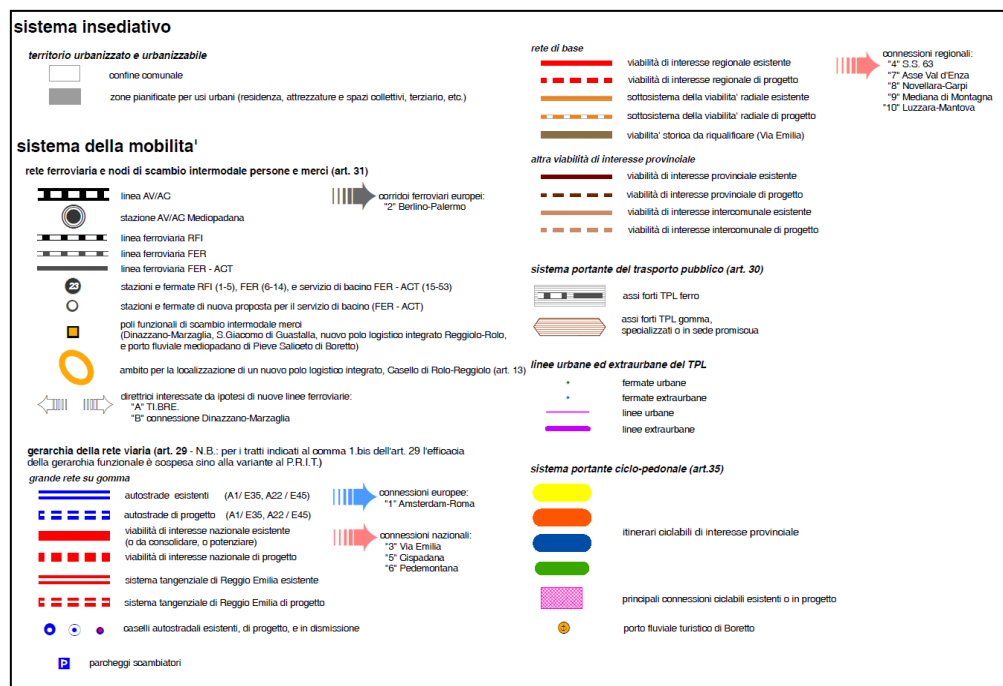 sistema insediativo
territorio urbanizzato e urbanizzabile
confine comunale
zone pianificate per usi urbani (residenza, attrezzature e spazi collettivi, terziario, etc.)
sistema della mobilita'
rete ferroviaria e nodi di scambio intermodale persone e merci (art. 31)
linea AV/AC
corridoi ferroviari europei:
"2" Berlino-Palermo
stazione AV/AC Mediopadana
linea ferroviaria RFI
linea ferroviaria FER
linea ferroviaria FER - ACT
23
stazioni e fermate RFI (1-5), FER (6-14), e servizio di bacino FER - ACT (15-53)
stazioni e fermate di nuova proposta per il servizio di bacino (FER - ACT)
poli funzionali di scambio intermodale merci
(Dinazzano-Marzaglia, S.Giacomo di Guastalla, nuovo polo logistico integrato Reggiolo-Rolo,
e porto fluviale mediopadano di Pieve Saliceto di Boretto)
ambito per la localizzazione di un nuovo polo logistico integrato, Casello di Rolo-Reggiolo (art. 13)
direttrici interessate da ipotesi di nuove linee ferroviarie:
"A" TI.BRE.
"B" connessione Dinazzano-Marzaglia
gerarchia della rete viaria (art. 29 - N.B.: per i tratti indicati al comma 1.bis dell'art. 29 l'efficacia
della gerarchia funzionale è sospesa sino alla variante al P.R.I.T.)
grande rete su gomma
autostrade esistenti (A1/ E35, A22 / E45)
connessioni europee:
"1" Amsterdam-Roma
autostrade di progetto (A1/ E35, A22 / E45)
viabilità di interesse nazionale esistente
(o da consolidare, o potenziare)
connessioni nazionali:
"3" Via Emilia
"5" Cispadana
"6" Pedemontana
viabilità di interesse nazionale di progetto
sistema tangenziale di Reggio Emilia esistente
sistema tangenziale di Reggio Emilia di progetto
caselli autostradali esistenti, di progetto, e in dismissione
P
parcheggi scambiatori
rete di base
viabilità di interesse regionale esistente
viabilità di interesse regionale di progetto
sottosistema della viabilita' radiale esistente
sottosistema della viabilita' radiale di progetto
viabilita' storica da riqualificare (Via Emilia)
connessioni regionali:
"4" S.S. 63
"7" Asse Val d'Enza
"8" Novellara-Carpi
"9" Mediana di Montagna
"10" Luzzara-Mantova
altra viabilità di interesse provinciale
viabilità di interesse provinciale esistente
viabilità di interesse provinciale di progetto
viabilità di interesse intercomunale esistente
viabilità di interesse intercomunale di progetto
sistema portante del trasporto pubblico (art. 30)
assi forti TPL ferro
assi forti TPL gomma,
specializzati o in sede promiscua
linee urbane ed extraurbane del TPL
fermate urbane
fermate extraurbane
linee urbane
linee extraurbane
sistema portante ciclo-pedonale (art.35)
itinerari ciclabili di interesse provinciale
principali connessioni ciclabili esistenti o in progetto
porto fluviale turistico di Boretto